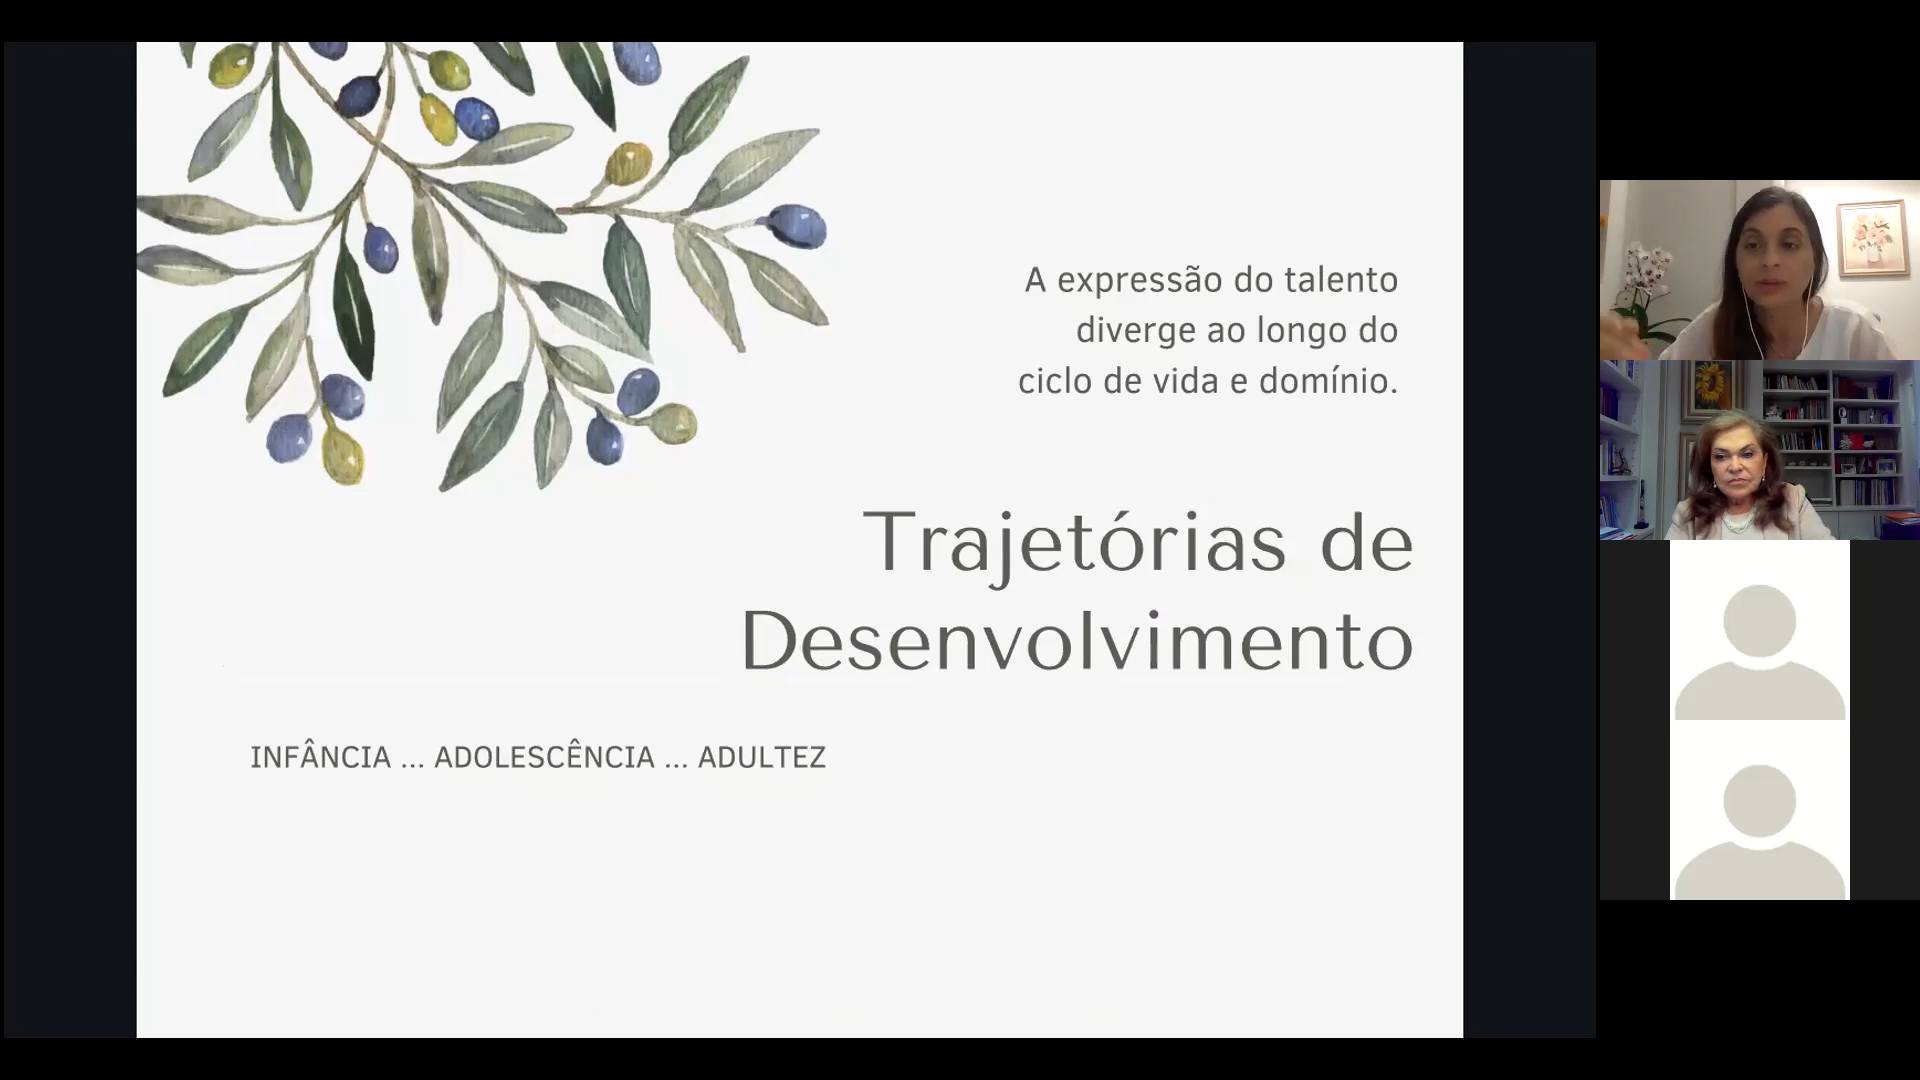 A expressão do talento
diverge ao longo do
ciclo de vida e domínio.
Trajetórias de
Desenvolvimento
INFÂNCIA ... ADOLESCÊNCIA ... ADULTEZ